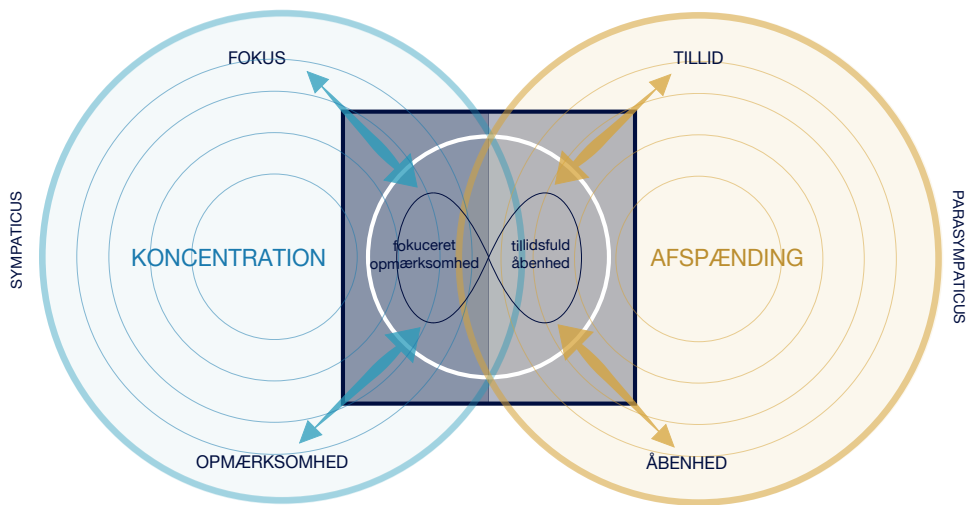 FOKUS
TILLID
SYMPATICUS
KONCENTRATION
fokuceret
opmærksomhed
tillidsfuld
åbenhed
AFSPÆNDING
PARASYMPATICUS
OPMÆRKSOMHED
ÅBENHED